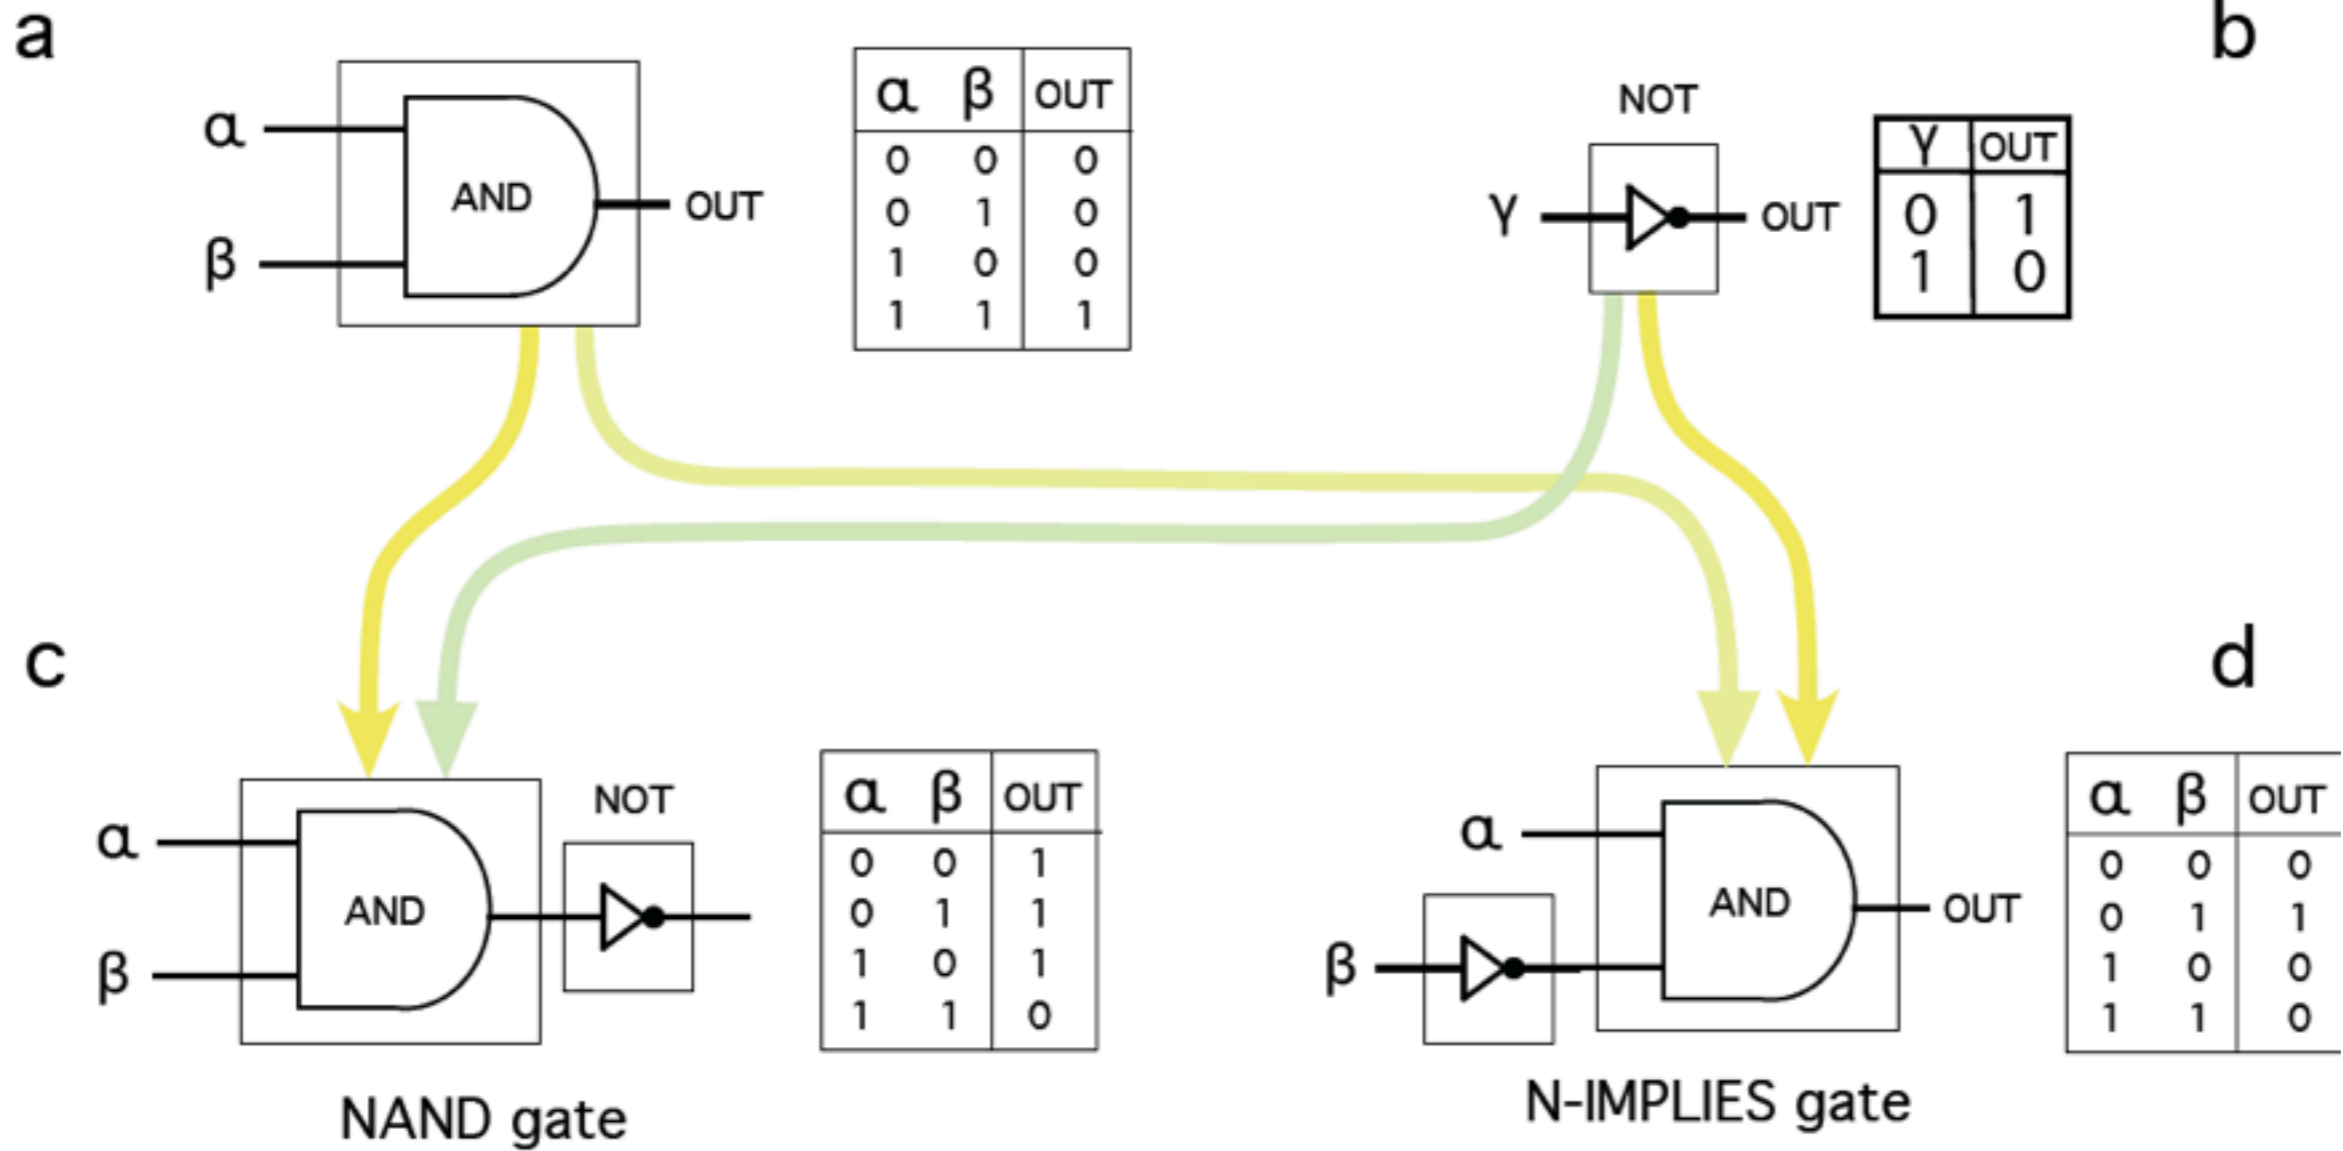 a
α
β
AND
OUT
α β OUT
0 0 0
0 1 0
1 0 0
1 1 1
b
NOT
γ
OUT
γ OUT
0 1
1 0
c
α
β
AND
NOT
α β OUT
0 0 1
0 1 1
1 0 1
1 1 0
NAND gate
d
α
β
AND
OUT
α β OUT
0 0 0
0 1 1
1 0 0
1 1 0
N-IMPLIES gate